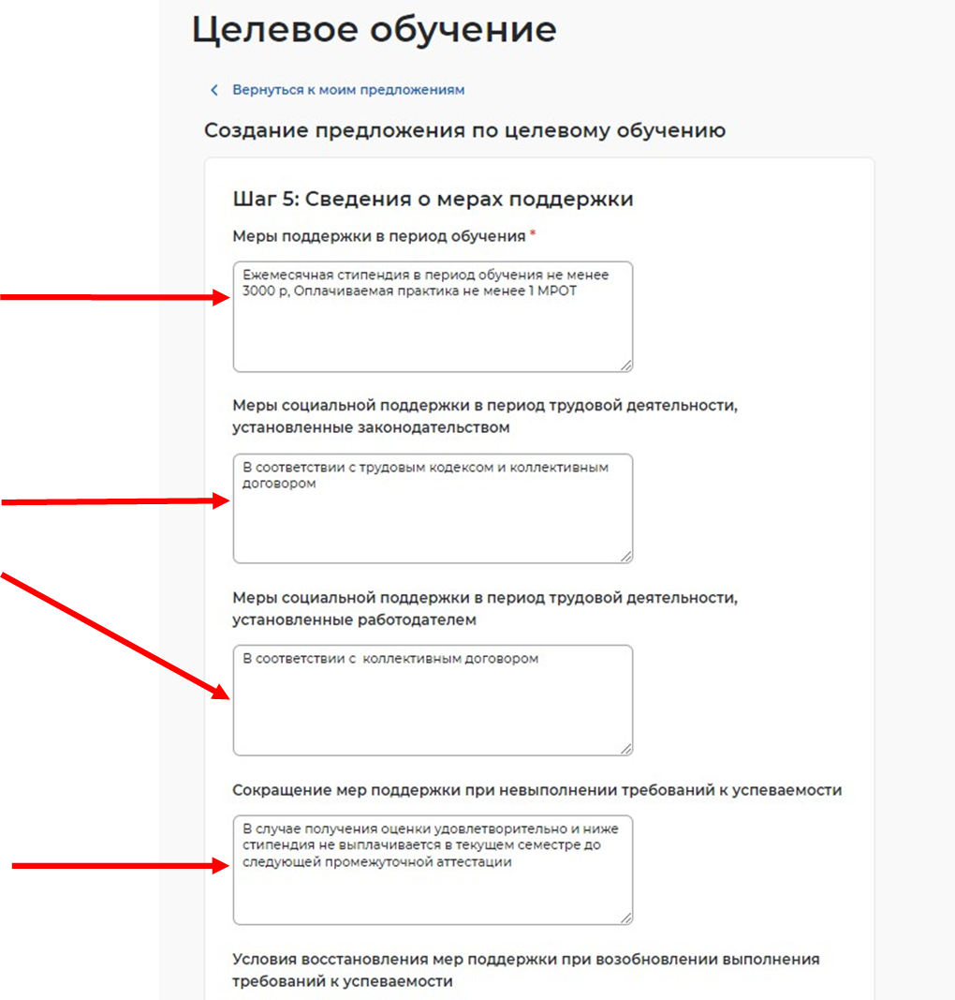 Целевое обучение
Вернуться к моим предложениям
Создание предложения по целевому обучению
Шаг 5: Сведения о мерах поддержки
Меры поддержки в период обучения *
Ежемесячная стипендия в период обучения не менее
3000 р, Оплачиваемая практика не менее 1 МРОТ
Меры социальной поддержки в период трудовой деятельности,
установленные законодательством
В соответствии с трудовым кодексом и коллективным
договором
Меры социальной поддержки в период трудовой деятельности,
установленные работодателем
В соответствии с  коллективным договором
Сокращение мер поддержки при невыполнении требований к успеваемости
В случае получения оценки удовлетворительно и ниже
стипендия не выплачивается в текущем семестре до
следующей промежуточной аттестации
Условия восстановления мер поддержки при возобновлении выполнения
требований к успеваемости